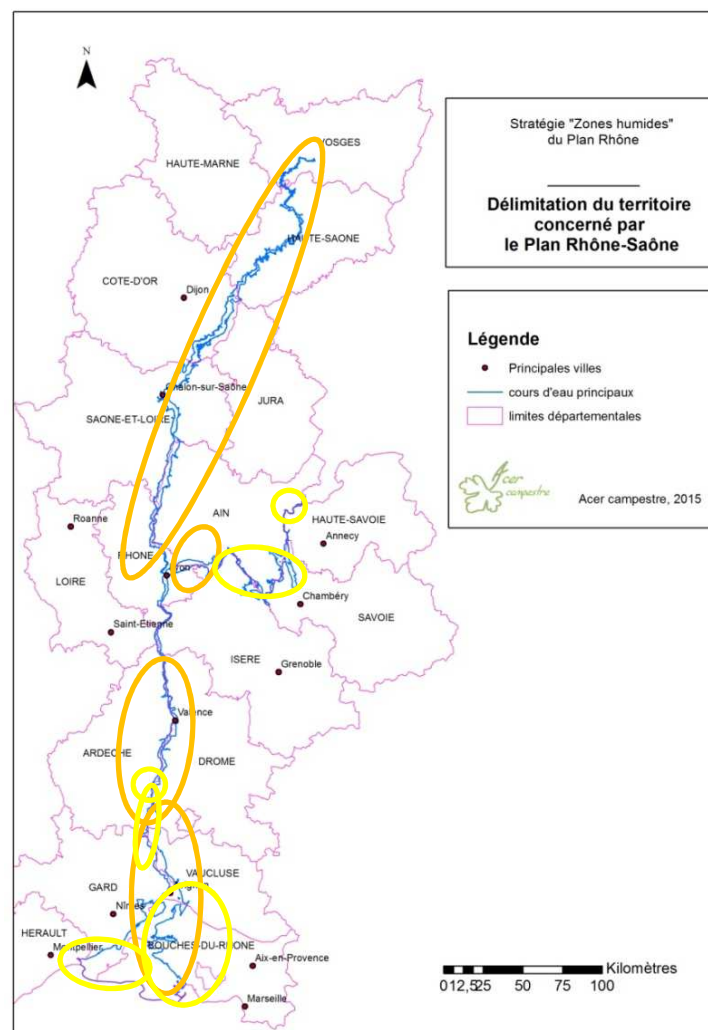 N
Stratégie "Zones humides"
du Plan Rhône
Délimitation du territoire
concerné par
le Plan Rhône-Saône
VOSGES
HAUTE-MARNE
HAUTE-SAONE
COTE-D'OR
Dijon
Légende
Principales villes
cours d'eau principaux
limites départementales
Chalon-sur-Saône
JURA
SAONE-ET-LOIRE
Acer
campestre
Acer campestre, 2015
AIN
Roanne
HAUTE-SAVOIE
Annecy
RHONE
Lyon
LOIRE
Chambéry
SAVOIE
Saint-Etienne
ISERE
Grenoble
Valence
ARDECHE
DROME
VAUCLUSE
GARD
Nîmes
HERAULT
Montpellier
BOUCHES-DU-RHONE
Aix-en-Provence
Marseille
Kilomètres
0 12,5 25 50 75 100